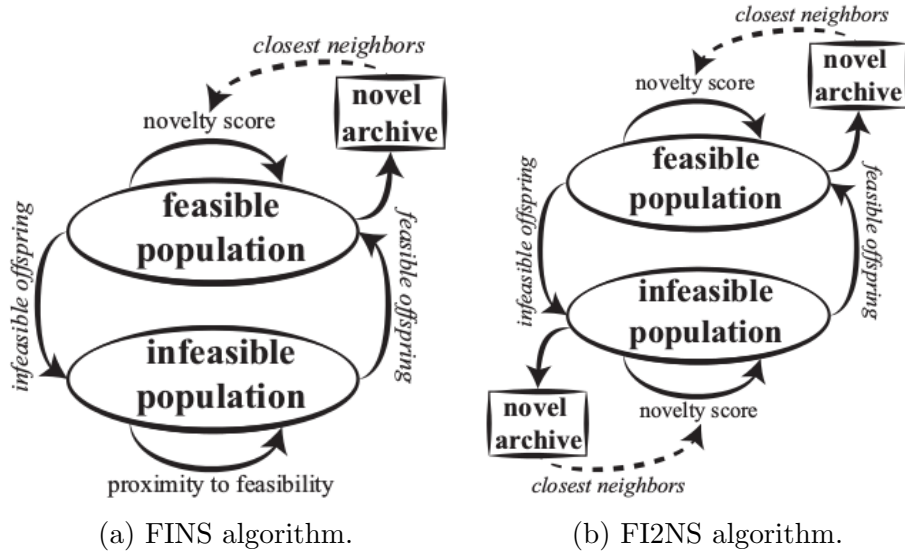 closest neighbors
novel
archive
novelty score
feasible
population
infeasible offspring
feasible offspring
infeasible
population
proximity to feasibility
(a) FINS algorithm.
closest neighbors
novel
archive
novelty score
feasible
population
infeasible offspring
feasible offspring
infeasible
population
novel
archive
novelty score
closest neighbors
(b) FI2NS algorithm.